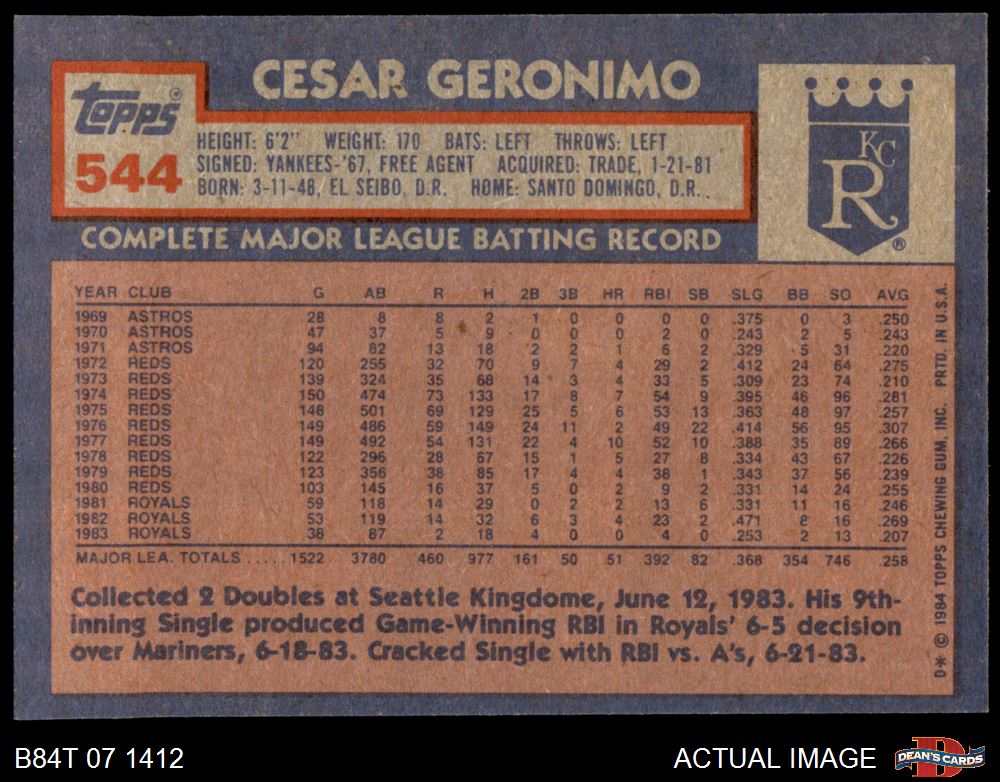 CESAR GERONIMO
Topps®
544
HEIGHT: 6'2" WEIGHT: 170 BATS: LEFT THROWS: LEFT
SIGNED: YANKEES-'67, FREE AGENT ACQUIRED: TRADE, 1-21-81
BORN: 3-11-48, EL SEIBO, D.R. HOME: SANTO DOMINGO, D.R.
KC
R
®
COMPLETE MAJOR LEAGUE BATTING RECORD
YEAR CLUB G AB R H 2B 3B HR RBI SB SLG BB SO AVG
1969 ASTROS 28 8 8 2 1 0 0 0 0 .375 0 3 .250
1970 ASTROS 47 37 5 9 0 0 0 2 0 .243 2 5 .243
1971 ASTROS 94 82 13 18 2 2 1 6 2 .329 5 31 .220
1972 REDS 120 255 32 70 9 7 4 29 2 .412 24 64 .275
1973 REDS 139 324 35 68 14 3 4 33 5 .309 23 74 .210
1974 REDS 150 474 73 133 17 8 7 54 9 .395 46 96 .281
1975 REDS 148 501 69 129 25 5 6 53 13 .363 48 97 .257
1976 REDS 149 486 59 149 24 11 2 49 22 .414 56 95 .307
1977 REDS 149 492 54 131 22 4 10 52 10 .388 35 89 .266
1978 REDS 122 296 28 67 15 1 5 27 8 .334 43 67 .226
1979 REDS 123 356 38 85 17 4 4 38 1 .343 37 56 .239
1980 REDS 103 145 16 37 5 0 2 9 2 .331 14 24 .255
1981 ROYALS 59 118 14 29 0 2 2 13 6 .331 11 16 .246
1982 ROYALS 53 119 14 32 6 3 4 23 2 .471 8 16 .269
1983 ROYALS 38 87 2 18 4 0 0 4 0 .253 2 13 .207
MAJOR LEA. TOTALS ..... 1522 3780 460 977 161 50 51 392 82 .368 354 746 .258
Collected 2 Doubles at Seattle Kingdome, June 12, 1983. His 9th-
inning Single produced Game-Winning RBI in Royals' 6-5 decision
over Mariners, 6-18-83. Cracked Single with RBI vs. A's, 6-21-83.
D* © 1984 TOPPS CHEWING GUM, INC. PRTD. IN U.S.A.
B84T 07 1412
ACTUAL IMAGE
D
DEAN'S CARDS